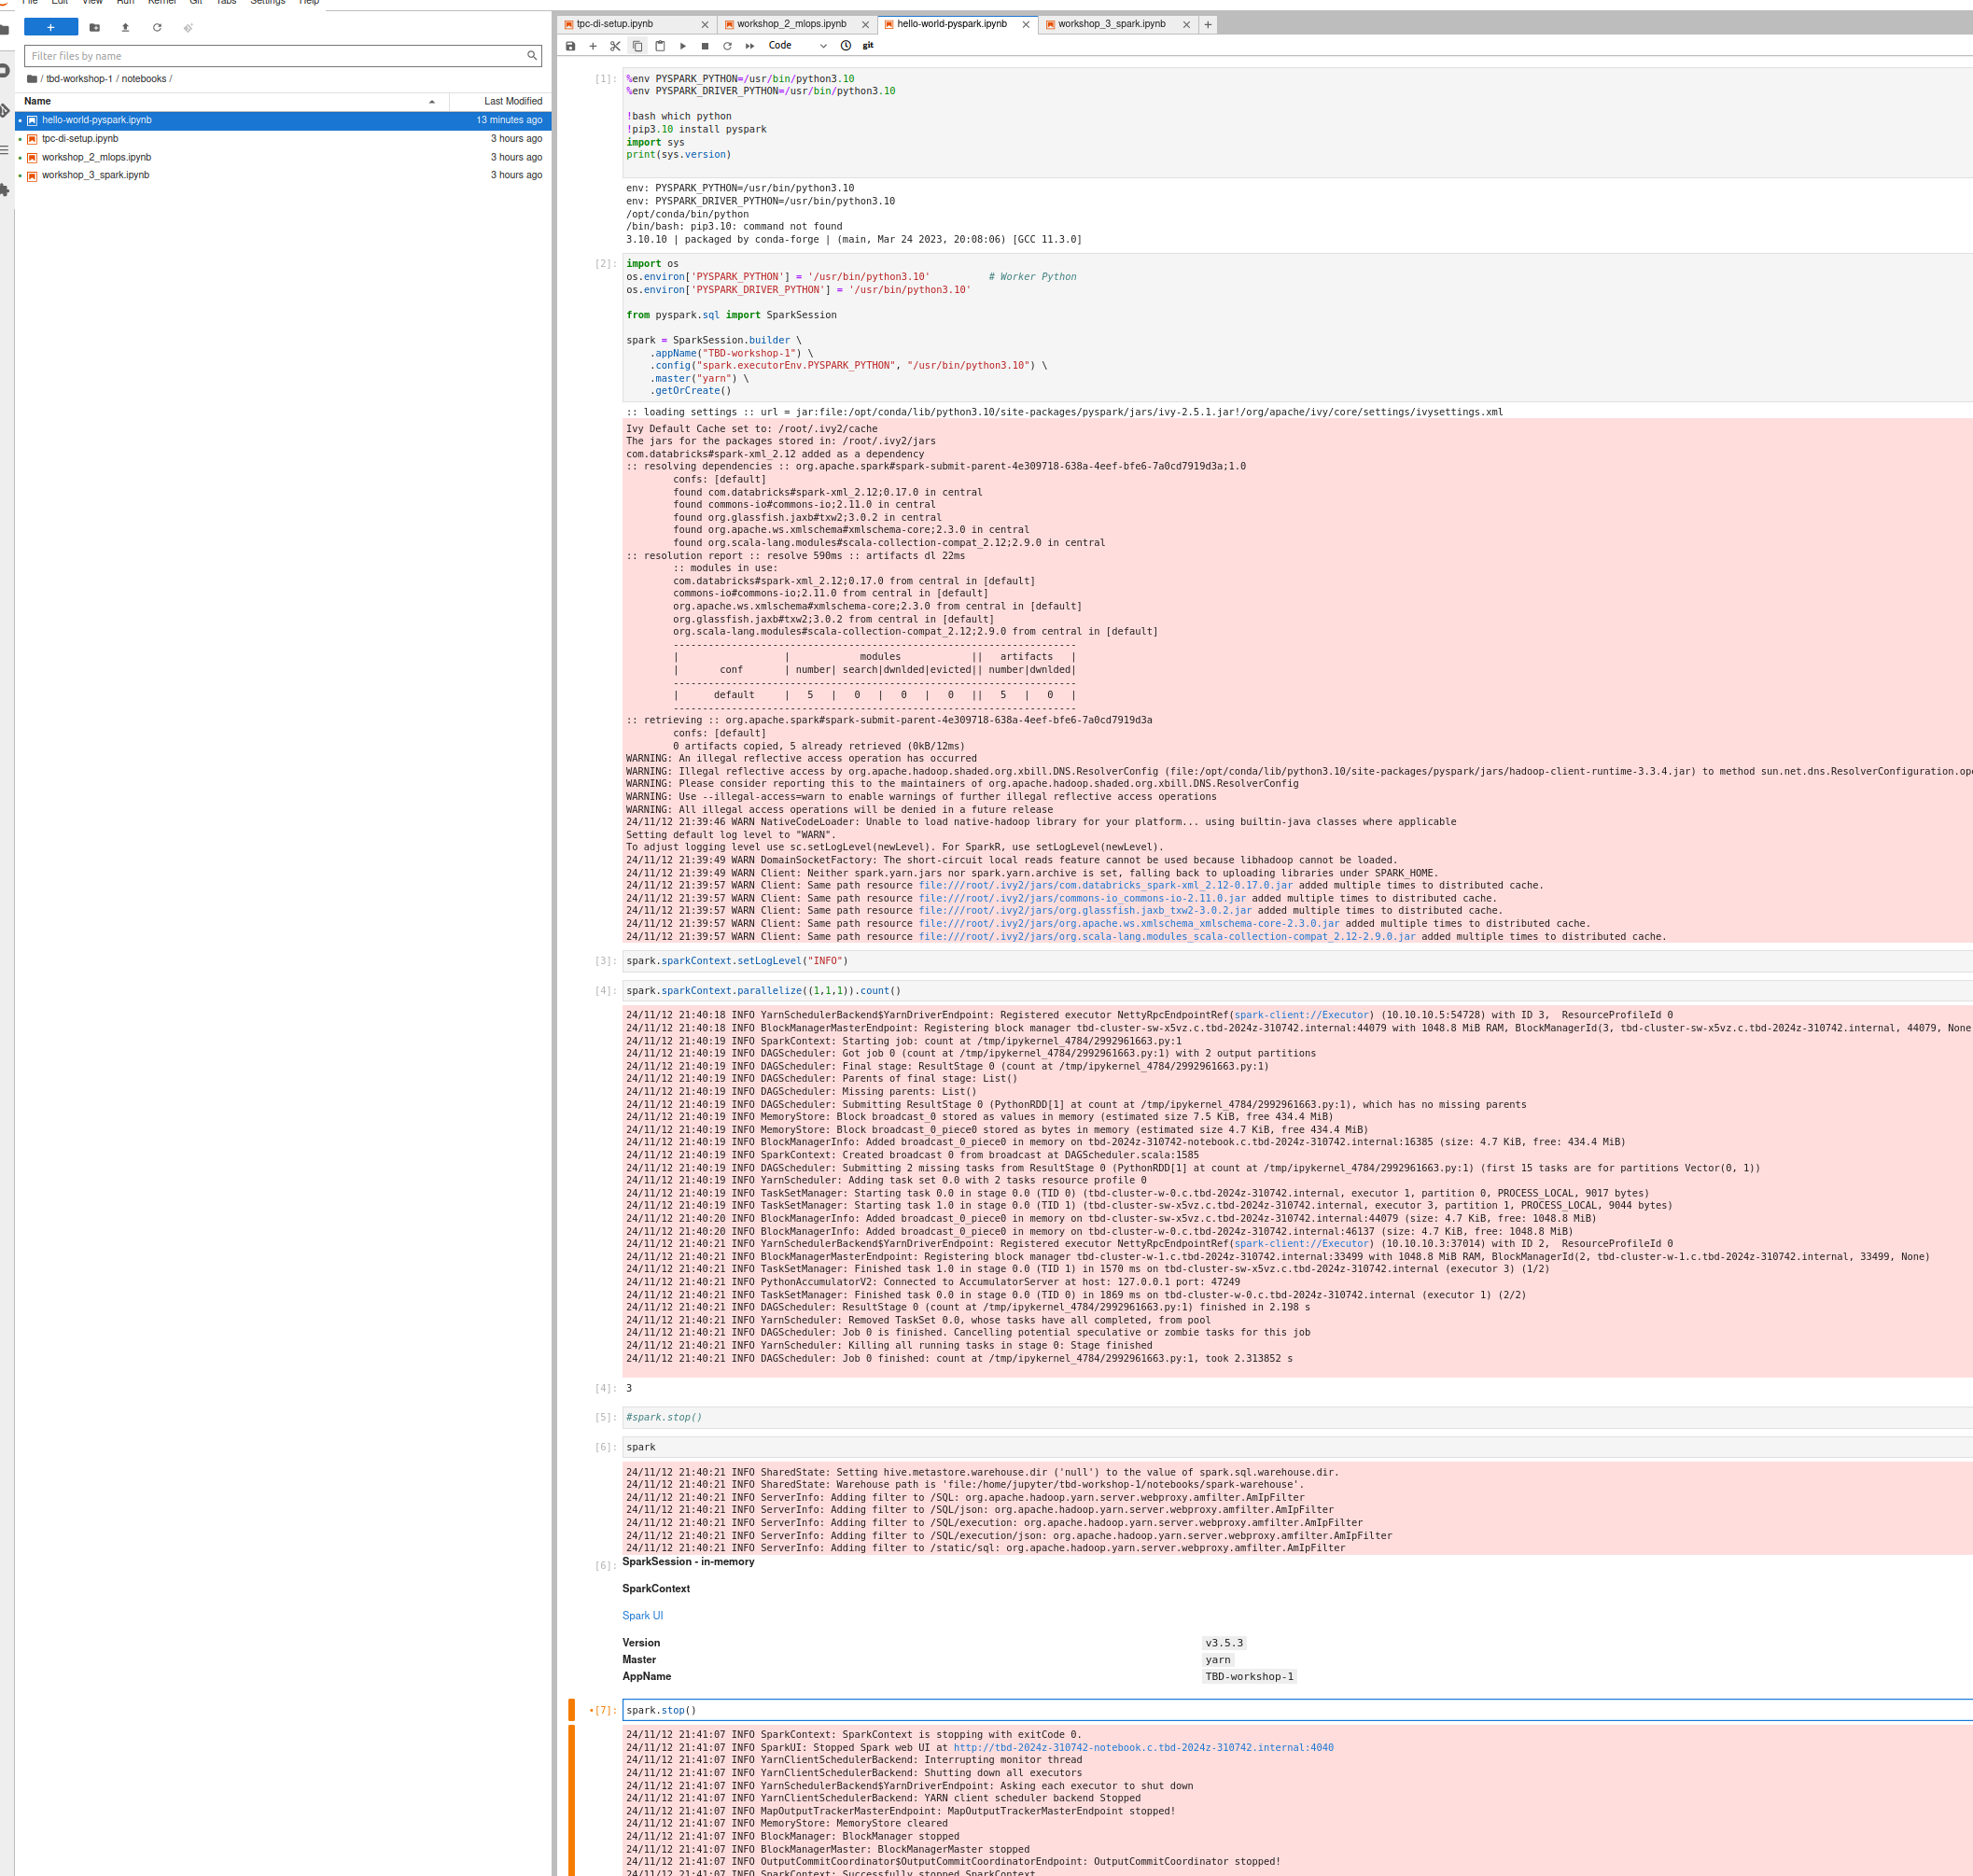 File Edit View Run Kernel Git Tabs Settings Help
+
Filter files by name
/ tbd-workshop-1 / notebooks /
Name Last Modified
hello-world-pyspark.ipynb 13 minutes ago
tpc-di-setup.ipynb 3 hours ago
workshop_2_mlops.ipynb 3 hours ago
workshop_3_spark.ipynb 3 hours ago
tpc-di-setup.ipynb workshop_2_mlops.ipynb hello-world-pyspark.ipynb workshop_3_spark.ipynb +
Code git
[1]: %env PYSPARK_PYTHON=/usr/bin/python3.10
%env PYSPARK_DRIVER_PYTHON=/usr/bin/python3.10
!bash which python
!pip3.10 install pyspark
import sys
print(sys.version)
env: PYSPARK_PYTHON=/usr/bin/python3.10
env: PYSPARK_DRIVER_PYTHON=/usr/bin/python3.10
/opt/conda/bin/python
/bin/bash: pip3.10: command not found
3.10.10 | packaged by conda-forge | (main, Mar 24 2023, 20:08:06) [GCC 11.3.0]
[2]: import os
os.environ['PYSPARK_PYTHON'] = '/usr/bin/python3.10' # Worker Python
os.environ['PYSPARK_DRIVER_PYTHON'] = '/usr/bin/python3.10'
from pyspark.sql import SparkSession
spark = SparkSession.builder \
.appName("TBD-workshop-1") \
.config("spark.executorEnv.PYSPARK_PYTHON", "/usr/bin/python3.10") \
.master("yarn") \
.getOrCreate()
:: loading settings :: url = jar:file:/opt/conda/lib/python3.10/site-packages/pyspark/jars/ivy-2.5.1.jar!/org/apache/ivy/core/settings/ivysettings.xml
Ivy Default Cache set to: /root/.ivy2/cache
The jars for the packages stored in: /root/.ivy2/jars
com.databricks#spark-xml_2.12 added as a dependency
:: resolving dependencies :: org.apache.spark#spark-submit-parent-4e309718-638a-4eef-bfe6-7a0cd7919d3a;1.0
confs: [default]
found com.databricks#spark-xml_2.12;0.17.0 in central
found commons-io#commons-io;2.11.0 in central
found org.glassfish.jaxb#txw2;3.0.2 in central
found org.apache.ws.xmlschema#xmlschema-core;2.3.0 in central
found org.scala-lang.modules#scala-collection-compat_2.12;2.9.0 in central
:: resolution report :: resolve 590ms :: artifacts dl 22ms
:: modules in use:
com.databricks#spark-xml_2.12;0.17.0 from central in [default]
commons-io#commons-io;2.11.0 from central in [default]
org.apache.ws.xmlschema#xmlschema-core;2.3.0 from central in [default]
org.glassfish.jaxb#txw2;3.0.2 from central in [default]
org.scala-lang.modules#scala-collection-compat_2.12;2.9.0 from central in [default]
---------------------------------------------------------------------
| | modules || artifacts |
| conf | number| search|dwnlded|evicted|| number|dwnlded|
---------------------------------------------------------------------
| default | 5 | 0 | 0 | 0 || 5 | 0 |
---------------------------------------------------------------------
:: retrieving :: org.apache.spark#spark-submit-parent-4e309718-638a-4eef-bfe6-7a0cd7919d3a
confs: [default]
0 artifacts copied, 5 already retrieved (0kB/12ms)
WARNING: An illegal reflective access operation has occurred
WARNING: Illegal reflective access by org.apache.hadoop.shaded.org.xbill.DNS.ResolverConfig (file:/opt/conda/lib/python3.10/site-packages/pyspark/jars/hadoop-client-runtime-3.3.4.jar) to method sun.net.dns.ResolverConfiguration.ope
WARNING: Please consider reporting this to the maintainers of org.apache.hadoop.shaded.org.xbill.DNS.ResolverConfig
WARNING: Use --illegal-access=warn to enable warnings of further illegal reflective access operations
WARNING: All illegal access operations will be denied in a future release
24/11/12 21:39:46 WARN NativeCodeLoader: Unable to load native-hadoop library for your platform... using builtin-java classes where applicable
Setting default log level to "WARN".
To adjust logging level use sc.setLogLevel(newLevel). For SparkR, use setLogLevel(newLevel).
24/11/12 21:39:49 WARN DomainSocketFactory: The short-circuit local reads feature cannot be used because libhadoop cannot be loaded.
24/11/12 21:39:49 WARN Client: Neither spark.yarn.jars nor spark.yarn.archive is set, falling back to uploading libraries under SPARK_HOME.
24/11/12 21:39:57 WARN Client: Same path resource file:///root/.ivy2/jars/com.databricks_spark-xml_2.12-0.17.0.jar added multiple times to distributed cache.
24/11/12 21:39:57 WARN Client: Same path resource file:///root/.ivy2/jars/commons-io_commons-io-2.11.0.jar added multiple times to distributed cache.
24/11/12 21:39:57 WARN Client: Same path resource file:///root/.ivy2/jars/org.glassfish.jaxb_txw2-3.0.2.jar added multiple times to distributed cache.
24/11/12 21:39:57 WARN Client: Same path resource file:///root/.ivy2/jars/org.apache.ws.xmlschema_xmlschema-core-2.3.0.jar added multiple times to distributed cache.
24/11/12 21:39:57 WARN Client: Same path resource file:///root/.ivy2/jars/org.scala-lang.modules_scala-collection-compat_2.12-2.9.0.jar added multiple times to distributed cache.
[3]: spark.sparkContext.setLogLevel("INFO")
[4]: spark.sparkContext.parallelize((1,1,1)).count()
24/11/12 21:40:18 INFO YarnSchedulerBackend$YarnDriverEndpoint: Registered executor NettyRpcEndpointRef(spark-client://Executor) (10.10.10.5:54728) with ID 3,  ResourceProfileId 0
24/11/12 21:40:18 INFO BlockManagerMasterEndpoint: Registering block manager tbd-cluster-sw-x5vz.c.tbd-2024z-310742.internal:44079 with 1048.8 MiB RAM, BlockManagerId(3, tbd-cluster-sw-x5vz.c.tbd-2024z-310742.internal, 44079, None
24/11/12 21:40:19 INFO SparkContext: Starting job: count at /tmp/ipykernel_4784/2992961663.py:1
24/11/12 21:40:19 INFO DAGScheduler: Got job 0 (count at /tmp/ipykernel_4784/2992961663.py:1) with 2 output partitions
24/11/12 21:40:19 INFO DAGScheduler: Final stage: ResultStage 0 (count at /tmp/ipykernel_4784/2992961663.py:1)
24/11/12 21:40:19 INFO DAGScheduler: Parents of final stage: List()
24/11/12 21:40:19 INFO DAGScheduler: Missing parents: List()
24/11/12 21:40:19 INFO DAGScheduler: Submitting ResultStage 0 (PythonRDD[1] at count at /tmp/ipykernel_4784/2992961663.py:1), which has no missing parents
24/11/12 21:40:19 INFO MemoryStore: Block broadcast_0 stored as values in memory (estimated size 7.5 KiB, free 434.4 MiB)
24/11/12 21:40:19 INFO MemoryStore: Block broadcast_0_piece0 stored as bytes in memory (estimated size 4.7 KiB, free 434.4 MiB)
24/11/12 21:40:19 INFO BlockManagerInfo: Added broadcast_0_piece0 in memory on tbd-2024z-310742-notebook.c.tbd-2024z-310742.internal:16385 (size: 4.7 KiB, free: 434.4 MiB)
24/11/12 21:40:19 INFO SparkContext: Created broadcast 0 from broadcast at DAGScheduler.scala:1585
24/11/12 21:40:19 INFO DAGScheduler: Submitting 2 missing tasks from ResultStage 0 (PythonRDD[1] at count at /tmp/ipykernel_4784/2992961663.py:1) (first 15 tasks are for partitions Vector(0, 1))
24/11/12 21:40:19 INFO YarnScheduler: Adding task set 0.0 with 2 tasks resource profile 0
24/11/12 21:40:19 INFO TaskSetManager: Starting task 0.0 in stage 0.0 (TID 0) (tbd-cluster-w-0.c.tbd-2024z-310742.internal, executor 1, partition 0, PROCESS_LOCAL, 9017 bytes)
24/11/12 21:40:19 INFO TaskSetManager: Starting task 1.0 in stage 0.0 (TID 1) (tbd-cluster-sw-x5vz.c.tbd-2024z-310742.internal, executor 3, partition 1, PROCESS_LOCAL, 9044 bytes)
24/11/12 21:40:20 INFO BlockManagerInfo: Added broadcast_0_piece0 in memory on tbd-cluster-sw-x5vz.c.tbd-2024z-310742.internal:44079 (size: 4.7 KiB, free: 1048.8 MiB)
24/11/12 21:40:20 INFO BlockManagerInfo: Added broadcast_0_piece0 in memory on tbd-cluster-w-0.c.tbd-2024z-310742.internal:46137 (size: 4.7 KiB, free: 1048.8 MiB)
24/11/12 21:40:21 INFO YarnSchedulerBackend$YarnDriverEndpoint: Registered executor NettyRpcEndpointRef(spark-client://Executor) (10.10.10.3:37014) with ID 2,  ResourceProfileId 0
24/11/12 21:40:21 INFO BlockManagerMasterEndpoint: Registering block manager tbd-cluster-w-1.c.tbd-2024z-310742.internal:33499 with 1048.8 MiB RAM, BlockManagerId(2, tbd-cluster-w-1.c.tbd-2024z-310742.internal, 33499, None)
24/11/12 21:40:21 INFO TaskSetManager: Finished task 1.0 in stage 0.0 (TID 1) in 1570 ms on tbd-cluster-sw-x5vz.c.tbd-2024z-310742.internal (executor 3) (1/2)
24/11/12 21:40:21 INFO PythonAccumulatorV2: Connected to AccumulatorServer at host: 127.0.0.1 port: 47249
24/11/12 21:40:21 INFO TaskSetManager: Finished task 0.0 in stage 0.0 (TID 0) in 1869 ms on tbd-cluster-w-0.c.tbd-2024z-310742.internal (executor 1) (2/2)
24/11/12 21:40:21 INFO DAGScheduler: ResultStage 0 (count at /tmp/ipykernel_4784/2992961663.py:1) finished in 2.198 s
24/11/12 21:40:21 INFO YarnScheduler: Removed TaskSet 0.0, whose tasks have all completed, from pool
24/11/12 21:40:21 INFO DAGScheduler: Job 0 is finished. Cancelling potential speculative or zombie tasks for this job
24/11/12 21:40:21 INFO YarnScheduler: Killing all running tasks in stage 0: Stage finished
24/11/12 21:40:21 INFO DAGScheduler: Job 0 finished: count at /tmp/ipykernel_4784/2992961663.py:1, took 2.313852 s
[4]: 3
[5]: #spark.stop()
[6]: spark
24/11/12 21:40:21 INFO SharedState: Setting hive.metastore.warehouse.dir ('null') to the value of spark.sql.warehouse.dir.
24/11/12 21:40:21 INFO SharedState: Warehouse path is 'file:/home/jupyter/tbd-workshop-1/notebooks/spark-warehouse'.
24/11/12 21:40:21 INFO ServerInfo: Adding filter to /SQL: org.apache.hadoop.yarn.server.webproxy.amfilter.AmIpFilter
24/11/12 21:40:21 INFO ServerInfo: Adding filter to /SQL/json: org.apache.hadoop.yarn.server.webproxy.amfilter.AmIpFilter
24/11/12 21:40:21 INFO ServerInfo: Adding filter to /SQL/execution: org.apache.hadoop.yarn.server.webproxy.amfilter.AmIpFilter
24/11/12 21:40:21 INFO ServerInfo: Adding filter to /SQL/execution/json: org.apache.hadoop.yarn.server.webproxy.amfilter.AmIpFilter
24/11/12 21:40:21 INFO ServerInfo: Adding filter to /static/sql: org.apache.hadoop.yarn.server.webproxy.amfilter.AmIpFilter
[6]: SparkSession - in-memory
SparkContext
Spark UI
Version v3.5.3
Master yarn
AppName TBD-workshop-1
•[7]: spark.stop()
24/11/12 21:41:07 INFO SparkContext: SparkContext is stopping with exitCode 0.
24/11/12 21:41:07 INFO SparkUI: Stopped Spark web UI at http://tbd-2024z-310742-notebook.c.tbd-2024z-310742.internal:4040
24/11/12 21:41:07 INFO YarnClientSchedulerBackend: Interrupting monitor thread
24/11/12 21:41:07 INFO YarnClientSchedulerBackend: Shutting down all executors
24/11/12 21:41:07 INFO YarnSchedulerBackend$YarnDriverEndpoint: Asking each executor to shut down
24/11/12 21:41:07 INFO YarnClientSchedulerBackend: YARN client scheduler backend Stopped
24/11/12 21:41:07 INFO MapOutputTrackerMasterEndpoint: MapOutputTrackerMasterEndpoint stopped!
24/11/12 21:41:07 INFO MemoryStore: MemoryStore cleared
24/11/12 21:41:07 INFO BlockManager: BlockManager stopped
24/11/12 21:41:07 INFO BlockManagerMaster: BlockManagerMaster stopped
24/11/12 21:41:07 INFO OutputCommitCoordinator$OutputCommitCoordinatorEndpoint: OutputCommitCoordinator stopped!
24/11/12 21:41:07 INFO SparkContext: Successfully stopped SparkContext